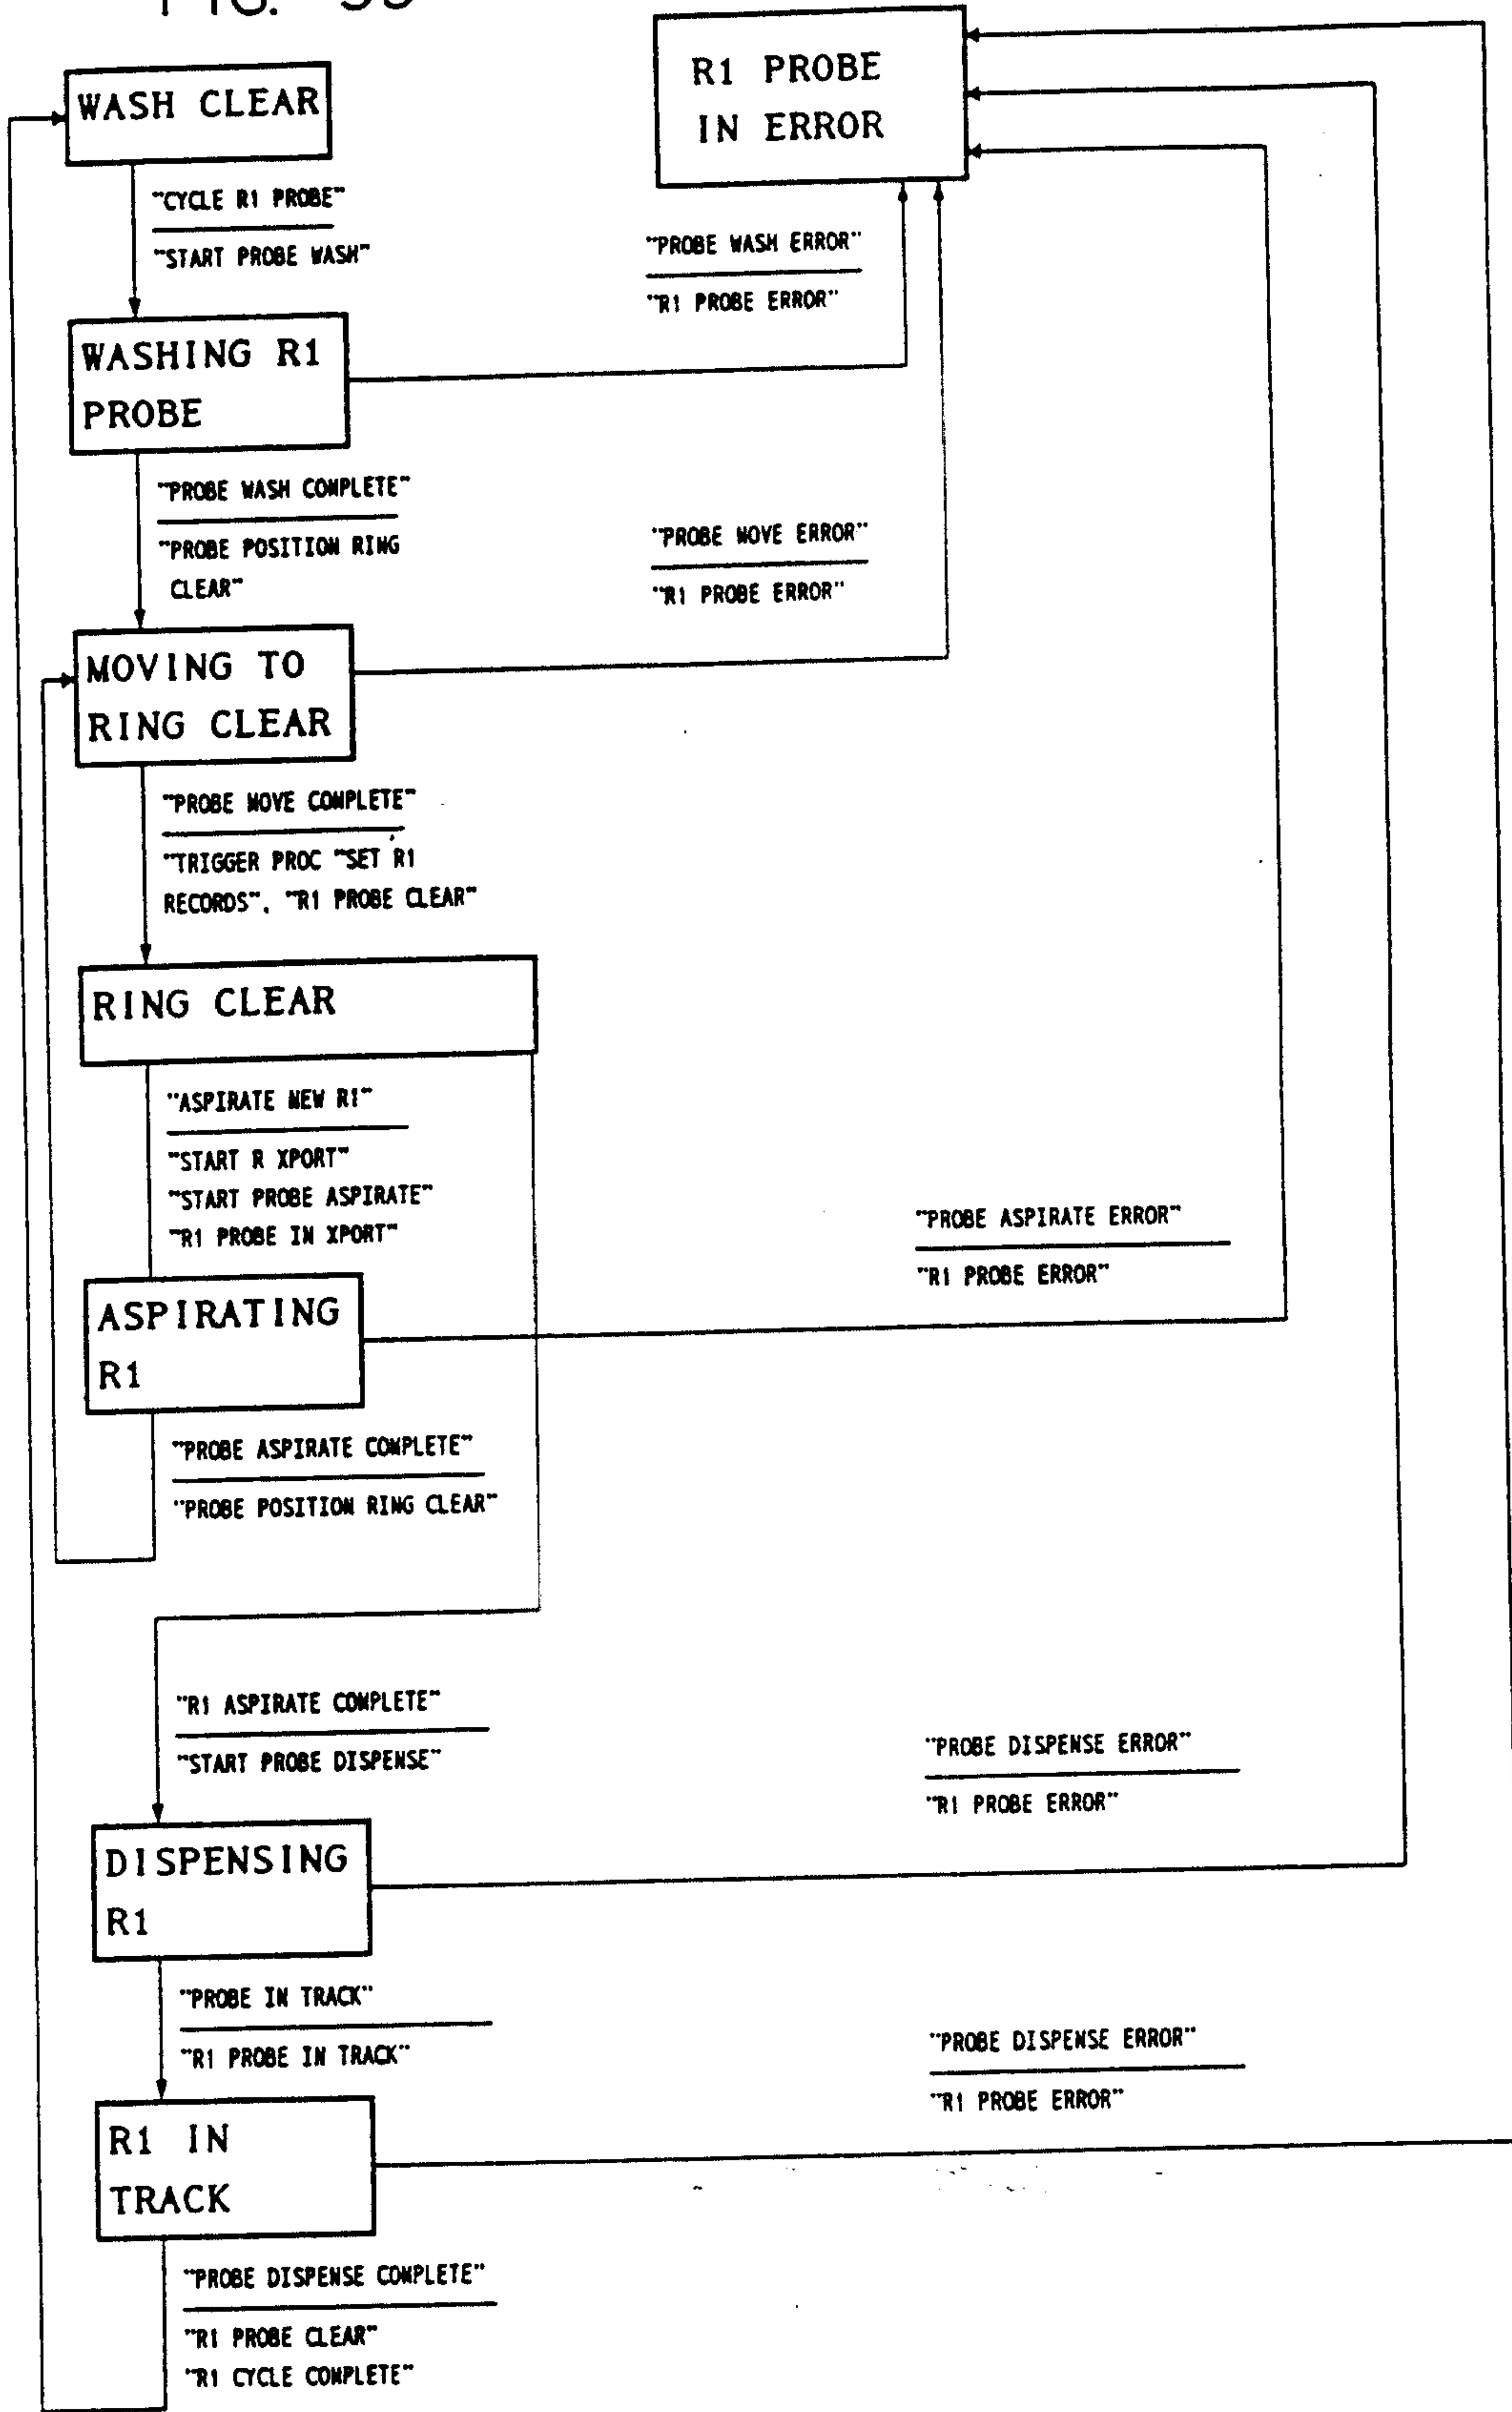 FIG.
WASH CLEAR
R1 PROBE
IN ERROR
"CYCLE R1 PROBE"
"START PROBE WASH"
"PROBE WASH ERROR"
"R1 PROBE ERROR"
WASHING R1
PROBE
"PROBE WASH COMPLETE"
"PROBE POSITION RING
CLEAR"
"PROBE MOVE ERROR"
"R1 PROBE ERROR"
MOVING TO
RING CLEAR
"PROBE MOVE COMPLETE"
"TRIGGER PROC "SET R1
RECORDS", "R1 PROBE CLEAR"
RING CLEAR
"ASPIRATE NEW R1"
"START R XPORT"
"START PROBE ASPIRATE"
"R1 PROBE IN XPORT"
"PROBE ASPIRATE ERROR"
"R1 PROBE ERROR"
ASPIRATING
R1
"PROBE ASPIRATE COMPLETE"
"PROBE POSITION RING CLEAR"
"R1 ASPIRATE COMPLETE"
"START PROBE DISPENSE"
"PROBE DISPENSE ERROR"
"R1 PROBE ERROR"
DISPENSING
R1
"PROBE IN TRACK"
"R1 PROBE IN TRACK"
"PROBE DISPENSE ERROR"
"R1 PROBE ERROR"
R1 IN
TRACK
"PROBE DISPENSE COMPLETE"
"R1 PROBE CLEAR"
"R1 CYCLE COMPLETE"